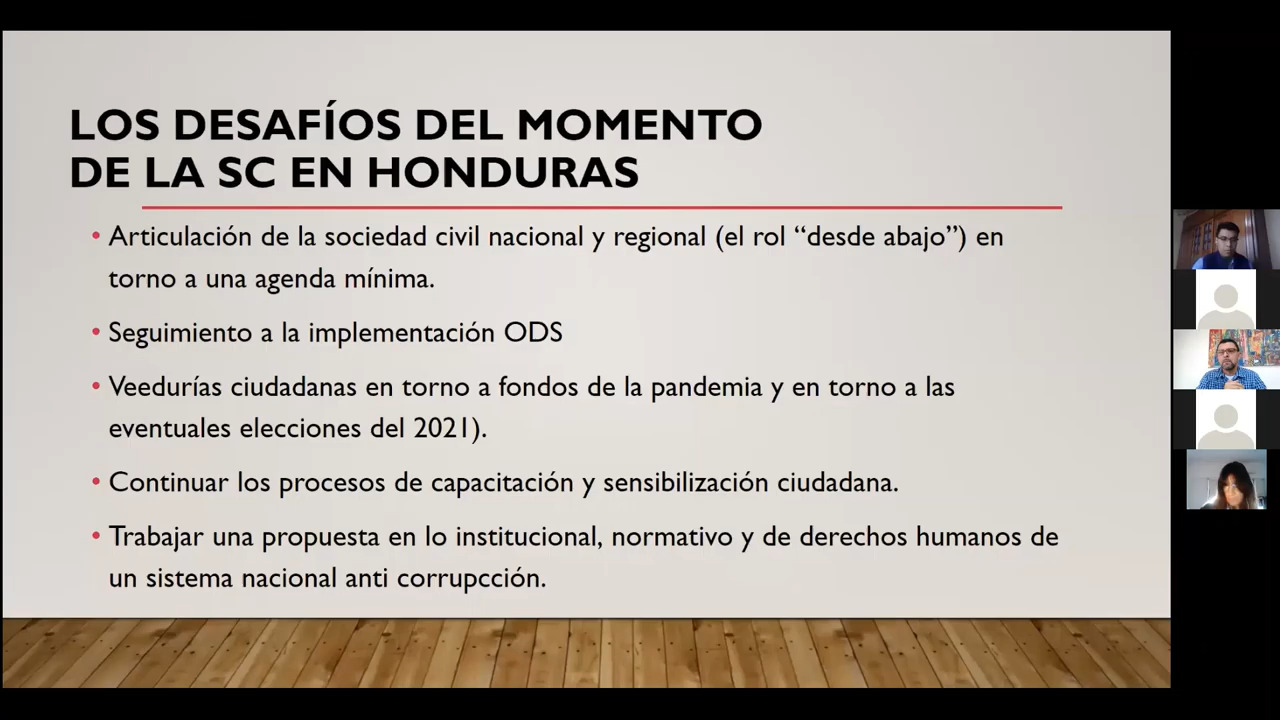 LOS DESAFÍOS DEL MOMENTO
DE LA SC EN HONDURAS
• Articulación de la sociedad civil nacional y regional (el rol “desde abajo”) en
torno a una agenda mínima.
• Seguimiento a la implementación ODS
• Veedurías ciudadanas en torno a fondos de la pandemia y en torno a las
eventuales elecciones del 2021).
• Continuar los procesos de capacitación y sensibilización ciudadana.
• Trabajar una propuesta en lo institucional, normativo y de derechos humanos de
un sistema nacional anti corrupcción.